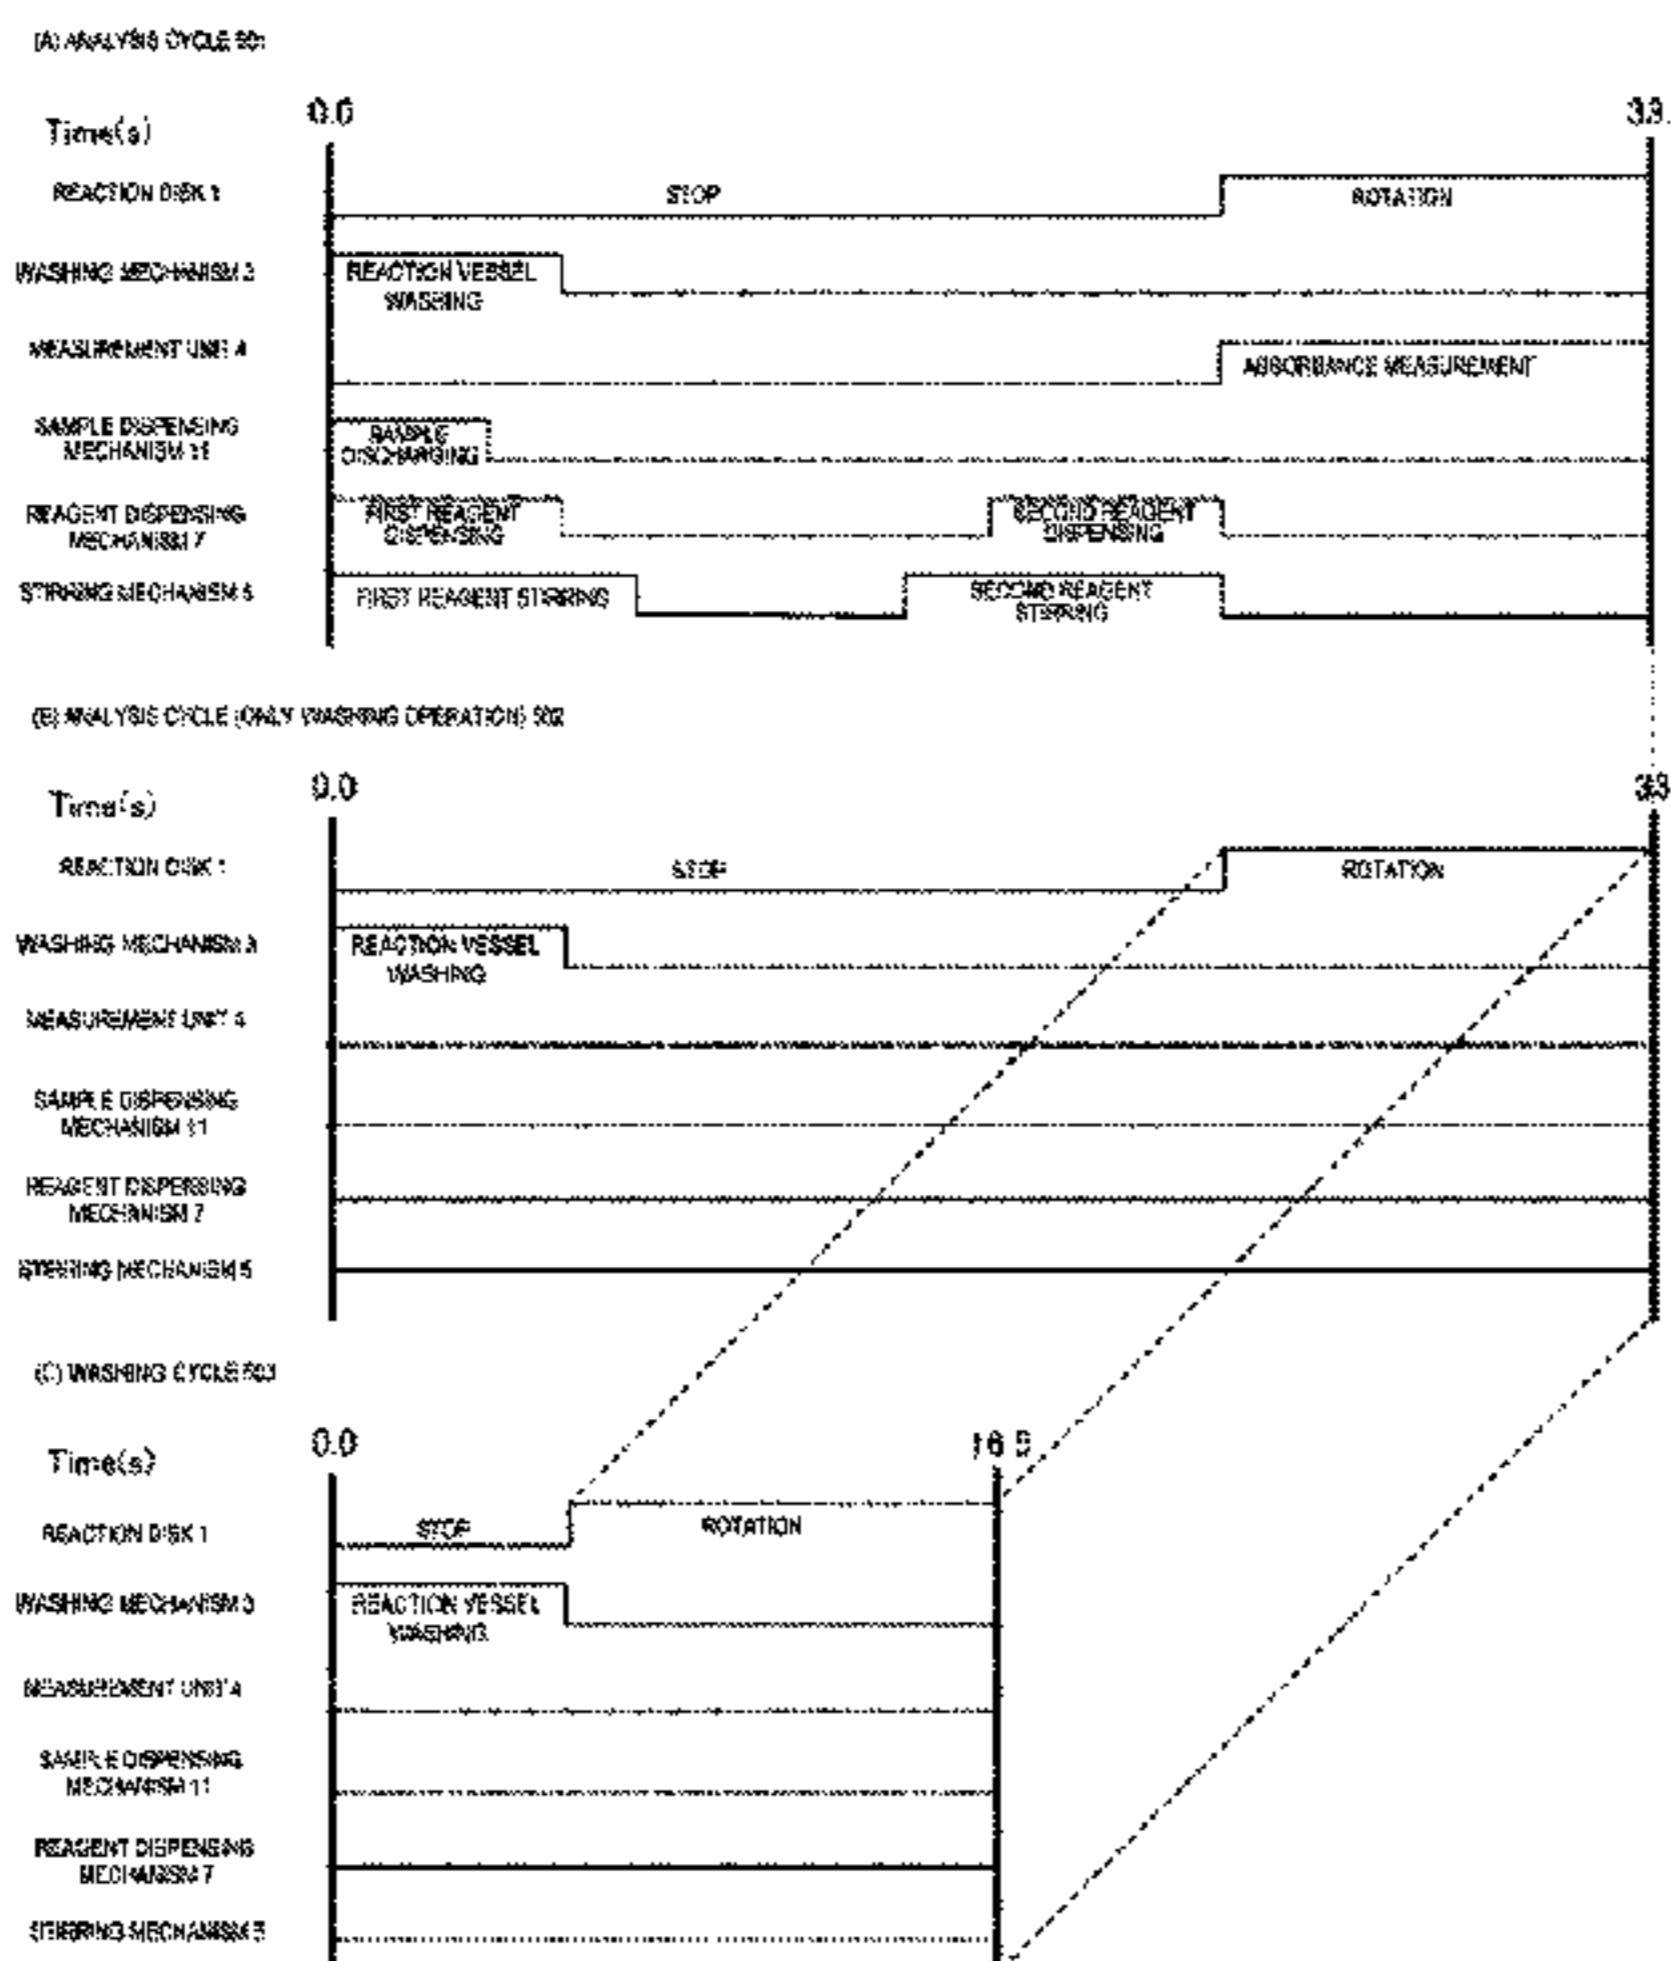 (A) ANALYSIS CYCLE 501
Time(s)
0.0
33.
REACTION DISK 1
STOP
ROTATION
WASHING MECHANISM 3
REACTION VESSEL
WASHING
MEASUREMENT UNIT 4
ABSORBANCE MEASUREMENT
SAMPLE DISPENSING
MECHANISM 11
SAMPLE
DISCHARGING
REAGENT DISPENSING
MECHANISM 7
FIRST REAGENT
DISPENSING
SECOND REAGENT
DISPENSING
STIRRING MECHANISM 5
FIRST REAGENT STIRRING
SECOND REAGENT
STIRRING
(B) ANALYSIS CYCLE (ONLY WASHING OPERATION) 502
Time(s)
0.0
33
REACTION DISK 1
STOP
ROTATION
WASHING MECHANISM 3
REACTION VESSEL
WASHING
MEASUREMENT UNIT 4
SAMPLE DISPENSING
MECHANISM 11
REAGENT DISPENSING
MECHANISM 7
STIRRING MECHANISM 5
(C) WASHING CYCLE 503
Time(s)
0.0
REACTION DISK 1
STOP
ROTATION
WASHING MECHANISM 3
REACTION VESSEL
WASHING
MEASUREMENT UNIT 4
SAMPLE DISPENSING
MECHANISM 11
REAGENT DISPENSING
MECHANISM 7
STIRRING MECHANISM 5